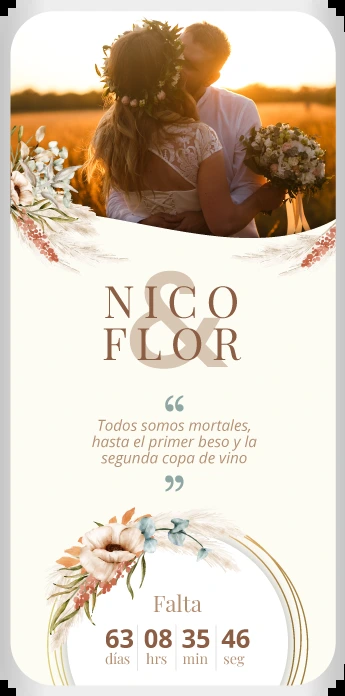 NICO
&
FLOR
“
Todos somos mortales,
hasta el primer beso y la
segunda copa de vino
”
Falta
63 08 35 46
días hrs min seg